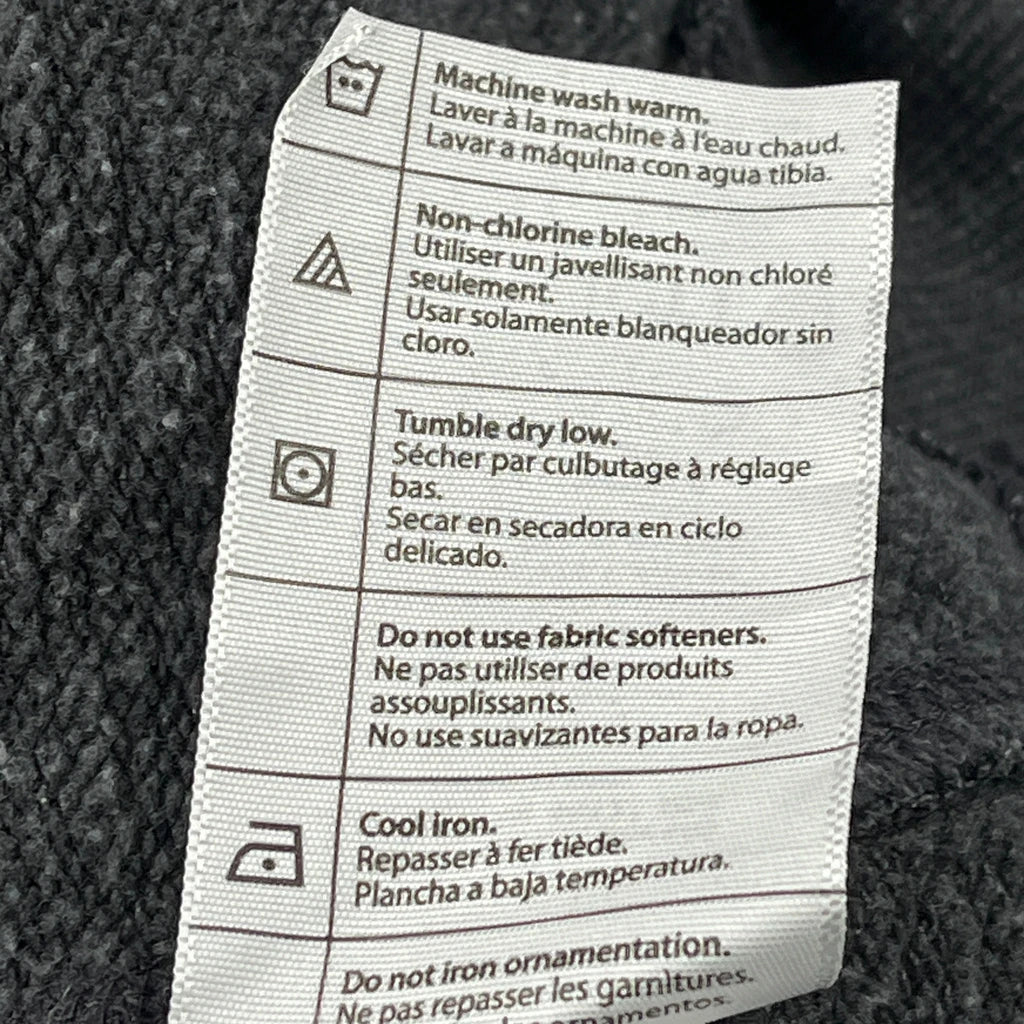 Machine wash warm.
Laver à la machine à l'eau chaud.
Lavar a máquina con agua tibia.
Non-chlorine bleach.
Utiliser un javellisant non chloré
seulement.
Usar solamente blanqueador sin
cloro.
Tumble dry low.
Sécher par culbutage à réglage
bas.
Secar en secadora en ciclo
delicado.
Do not use fabric softeners.
Ne pas utiliser de produits
assouplissants.
No use suavizantes para la ropa.
Cool iron.
Repasser à fer tiède.
Plancha a baja temperatura.
Do not iron ornamentation.
Ne pas repasser les garnitures.